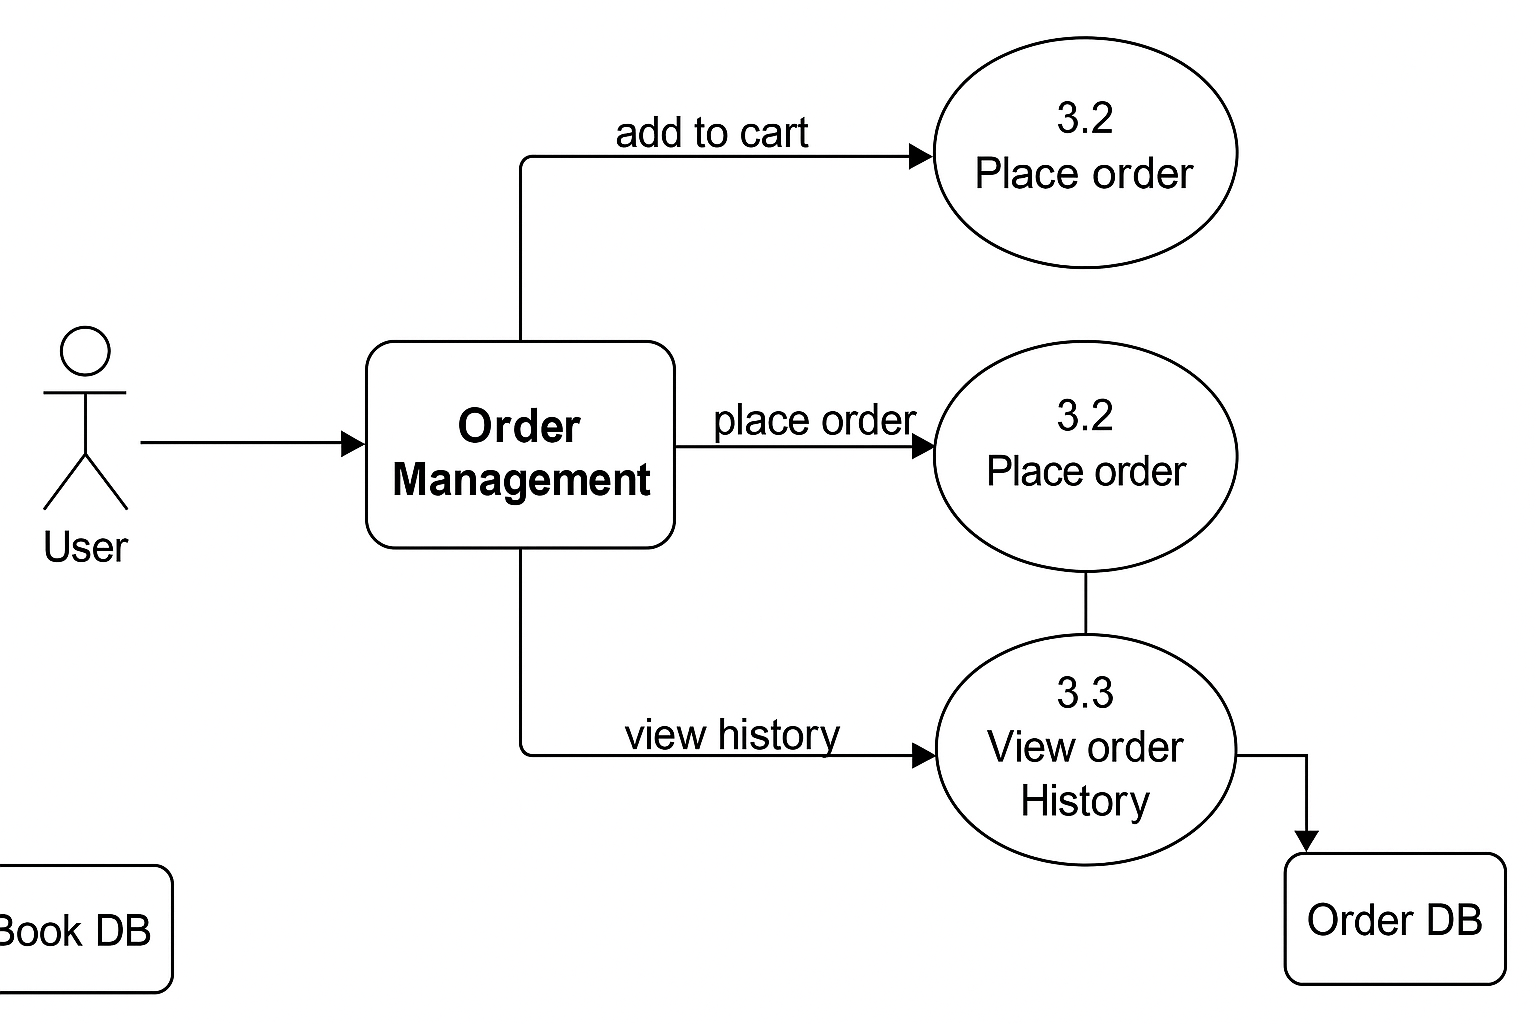 add to cart
3.2
Place order
User
Order
Management
place order
3.2
Place order
view history
3.3
View order
History
Book DB
Order DB